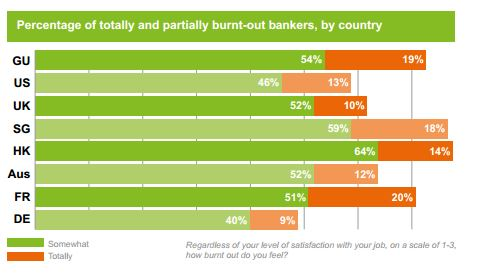 Percentage of totally and partially burnt-out bankers, by country
GU 54% 19%
US 46% 13%
UK 52% 10%
SG 59% 18%
HK 64% 14%
Aus 52% 12%
FR 51% 20%
DE 40% 9%
Somewhat
Totally
Regardless of your level of satisfaction with your job, on a scale of 1-3,
how burnt out do you feel?